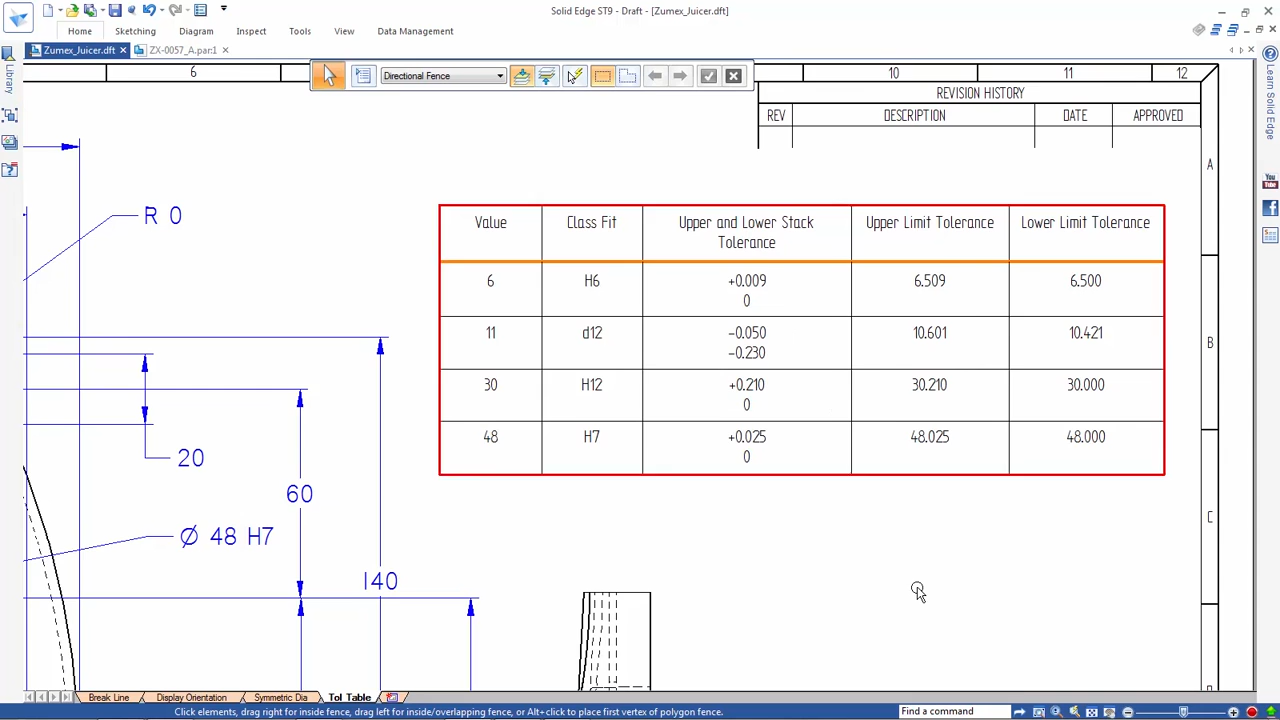 Solid Edge ST9 - Draft - [Zumex_Juicer.dft]
Home Sketching Diagram Inspect Tools View Data Management
Zumex_Juicer.dft ZX-0057_A.par:1
Library
Directional Fence
6 10 11 12
REVISION HISTORY
REV DESCRIPTION DATE APPROVED
Learn Solid Edge
You Tube
A
R 0
Value Class Fit Upper and Lower Stack Tolerance Upper Limit Tolerance Lower Limit Tolerance
6 H6 +0.009 6.509 6.500
0
11 d12 -0.050 10.601 10.421
-0.230
30 H12 +0.210 30.210 30.000
0
48 H7 +0.025 48.025 48.000
0
B
20
60
C
Ø 48 H7
140
Break Line Display Orientation Symmetric Dia Tol Table
Click elements, drag right for inside fence, drag left for inside/overlapping fence, or Alt+click to place first vertex of polygon fence.
Find a command